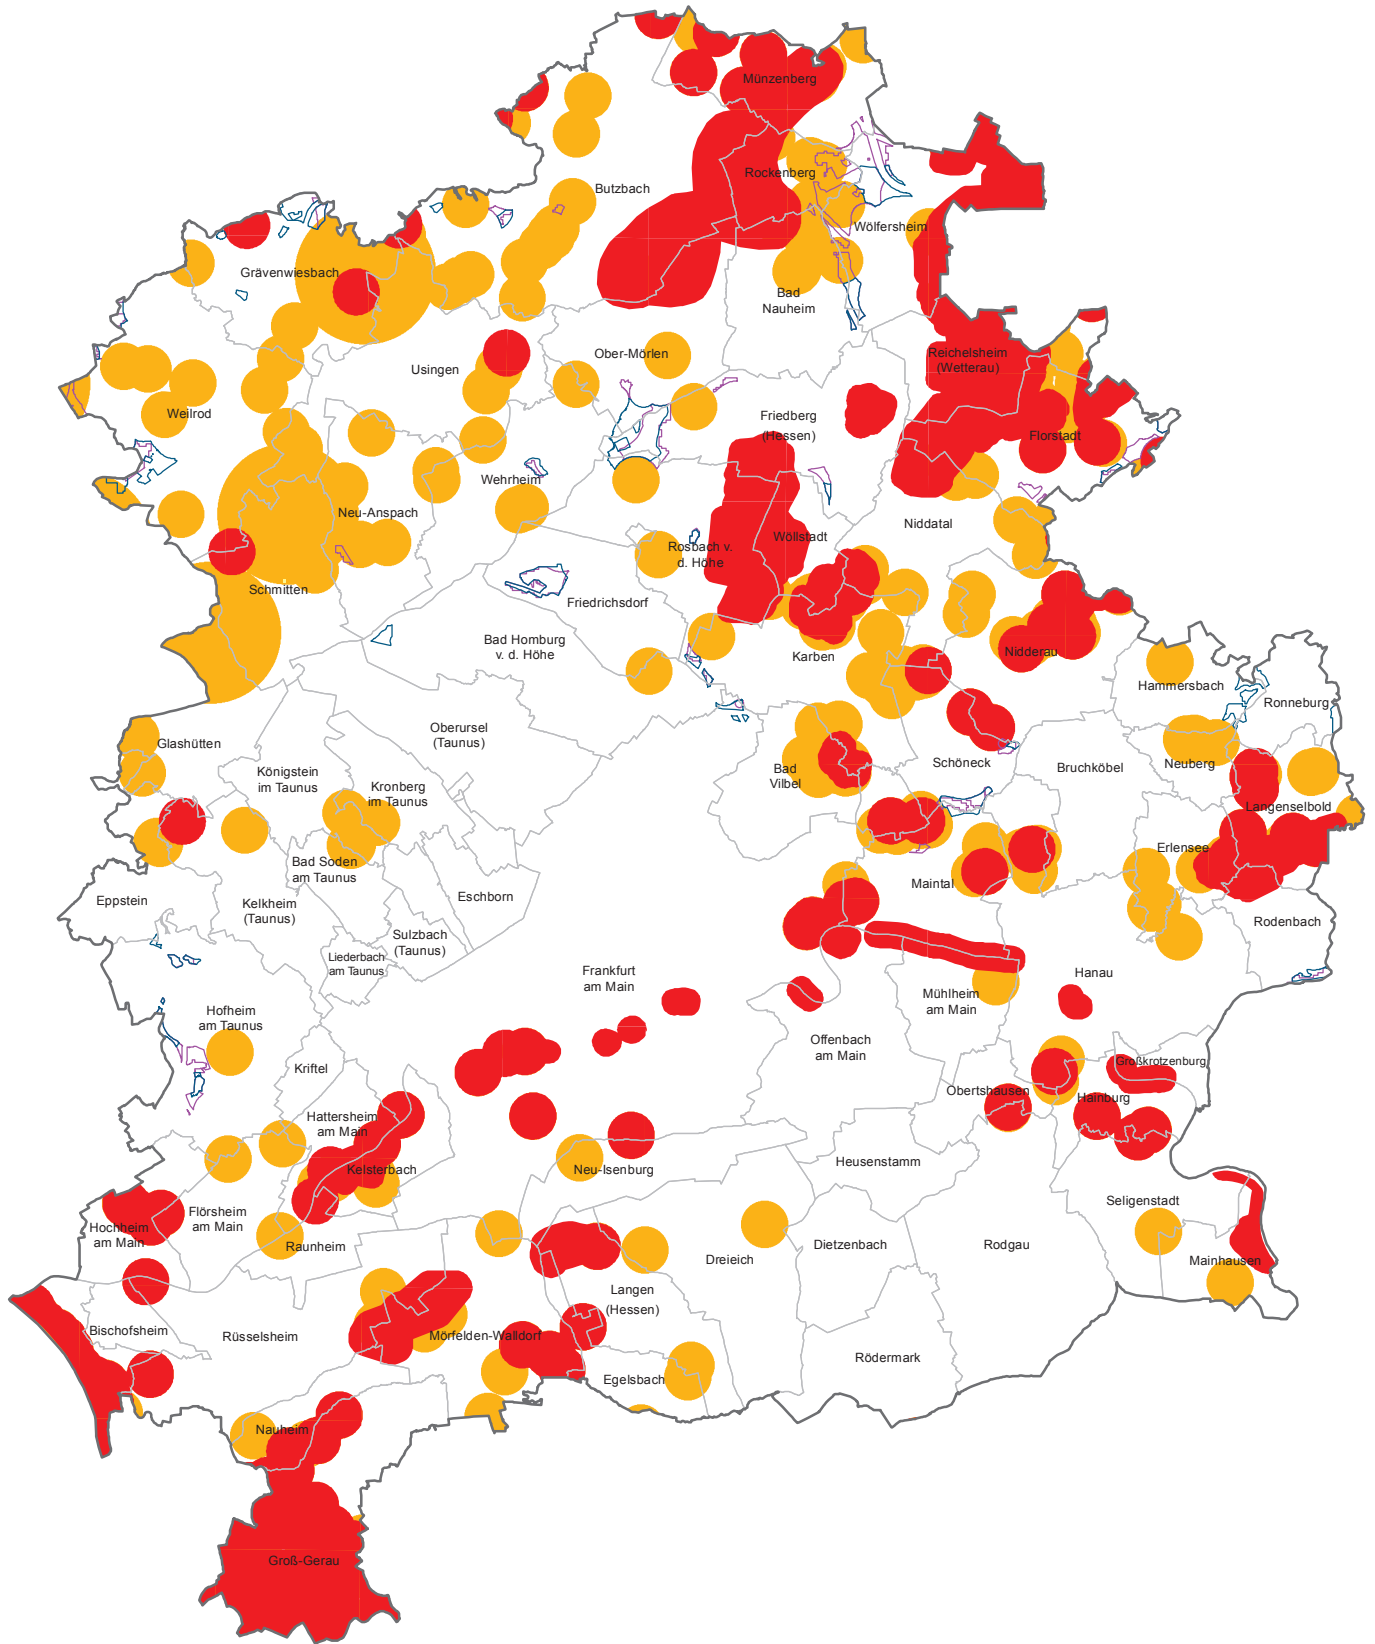 Münzenberg
Rockenberg
Butzbach
Wölfersheim
Grävenwiesbach
Bad
Nauheim
Ober-Mörlen
Reichelsheim
(Wetterau)
Usingen
Weilrod
Friedberg
(Hessen)
Florstadt
Wehrheim
Neu-Anspach
Niddatal
Wöllstadt
Rosbach v.
d. Höhe
Schmitten
Friedrichsdorf
Bad Homburg
v. d. Höhe
Karben
Nidderau
Hammersbach
Ronneburg
Oberursel
(Taunus)
Glashütten
Königstein
im Taunus
Kronberg
im Taunus
Bad
Vilbel
Schöneck
Bruchköbel
Neuberg
Langenselbold
Erlensee
Bad Soden
am Taunus
Maintal
Eppstein
Kelkheim
(Taunus)
Eschborn
Rodenbach
Sulzbach
(Taunus)
Liederbach
am Taunus
Frankfurt
am Main
Hanau
Mühlheim
am Main
Hofheim
am Taunus
Offenbach
am Main
Kriftel
Großkrotzenburg
Obertshausen
Hainburg
Hattersheim
am Main
Kelsterbach
Neu-Isenburg
Heusenstamm
Seligenstadt
Hochheim
am Main
Flörsheim
am Main
Raunheim
Dreieich
Dietzenbach
Rodgau
Mainhausen
Langen
(Hessen)
Bischofsheim
Rüsselsheim
Mörfelden-Walldorf
Rödermark
Egelsbach
Nauheim
Groß-Gerau